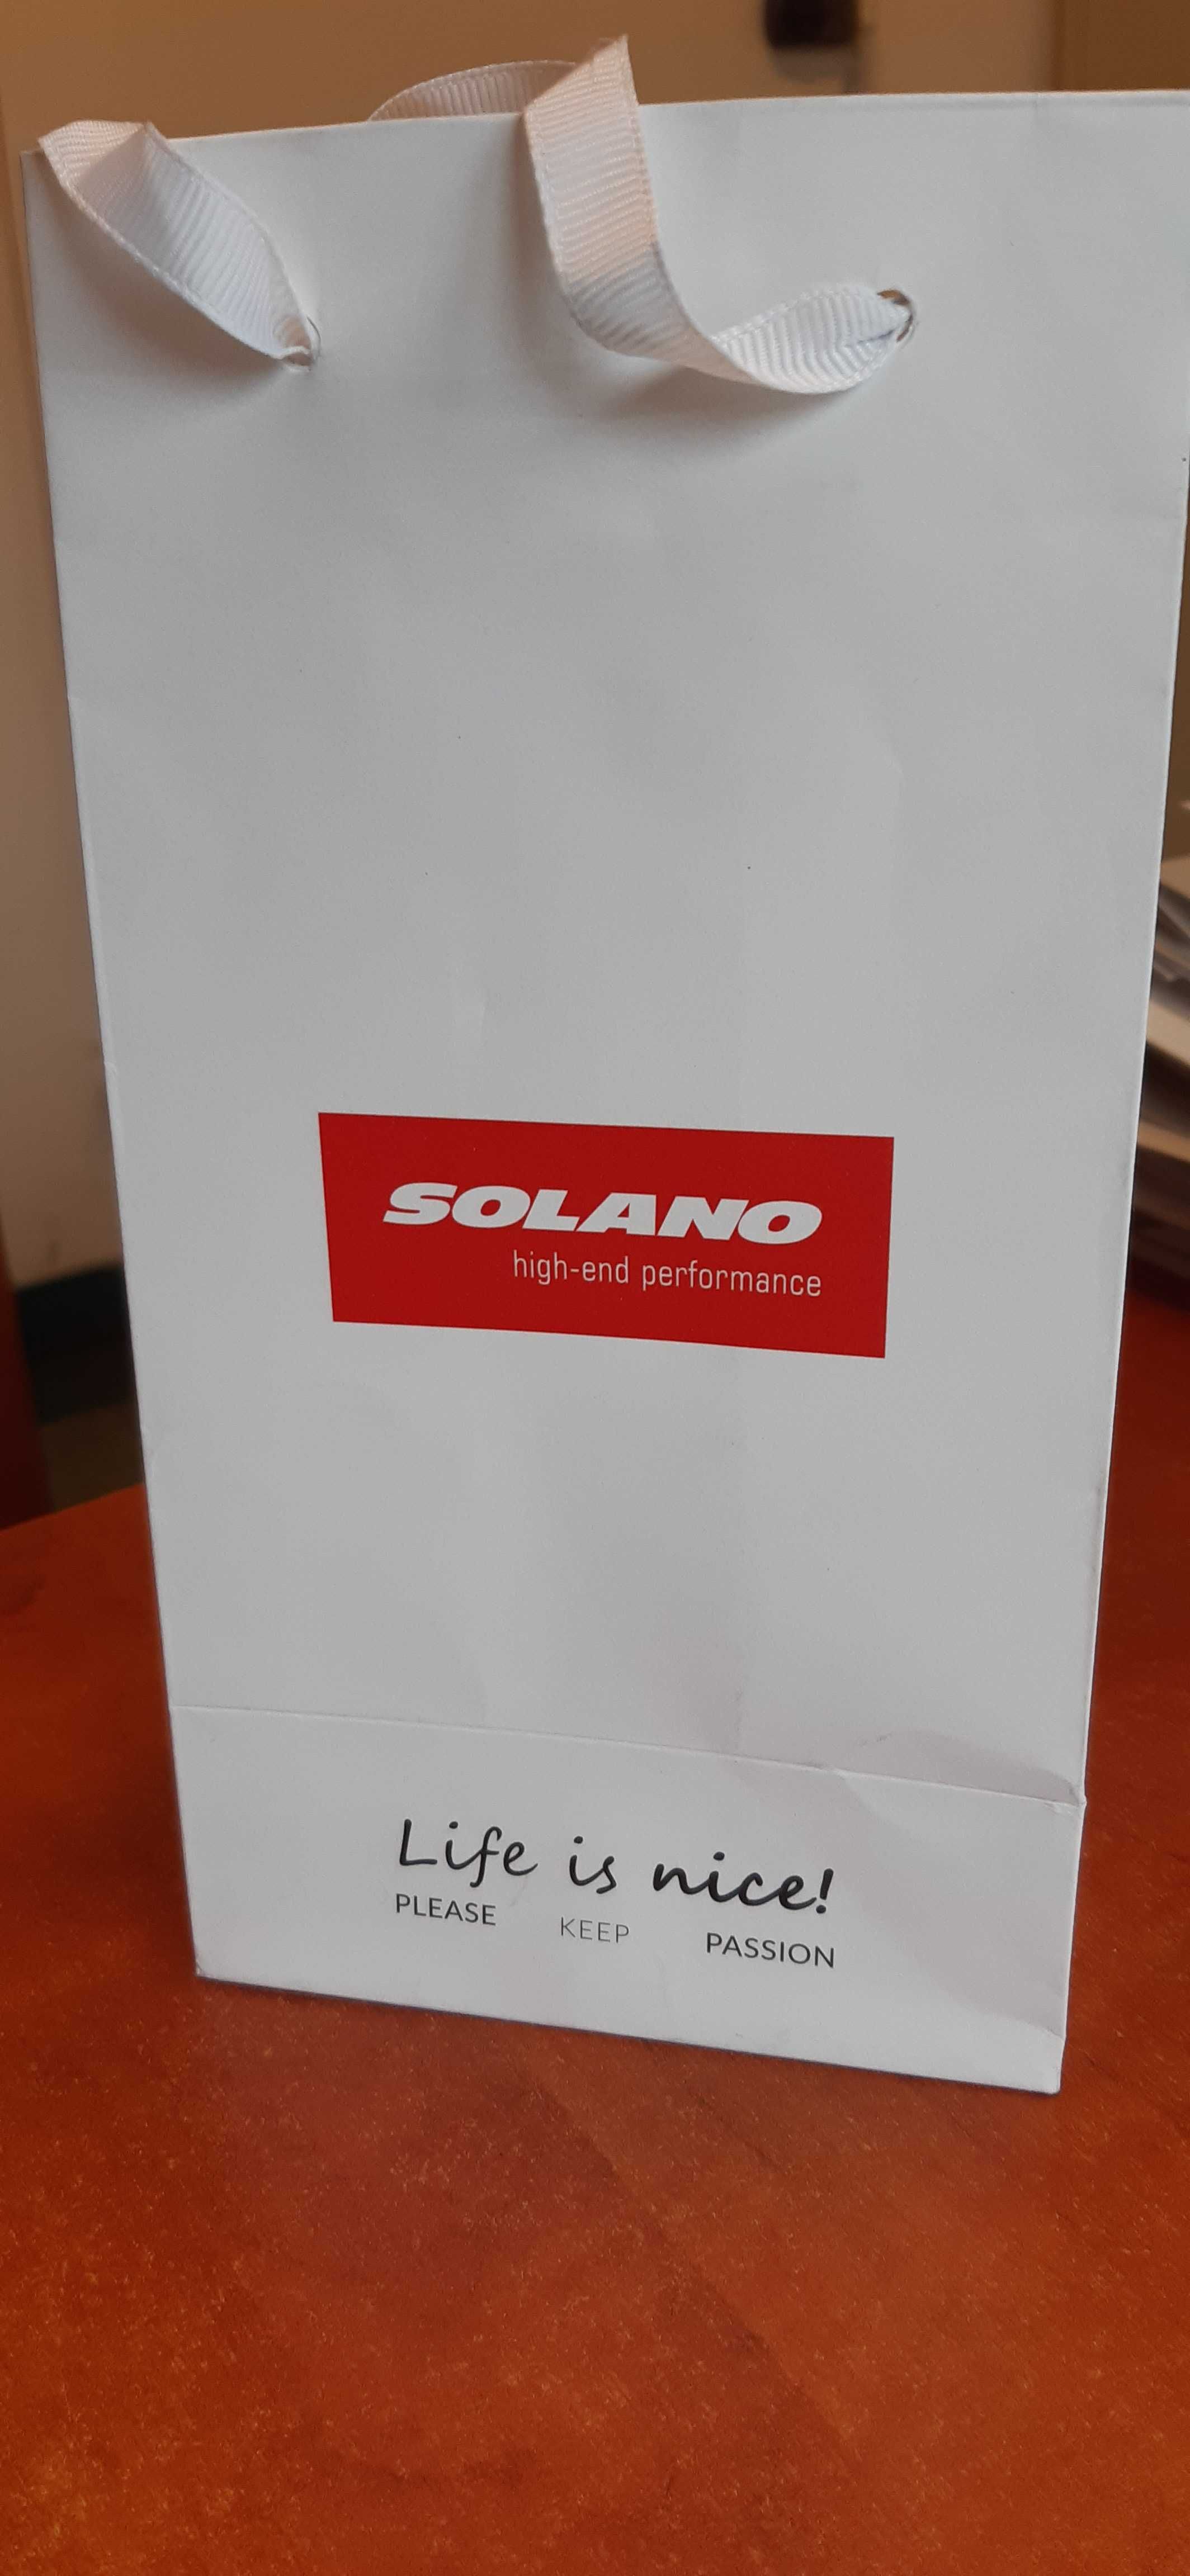 SOLANO
high-end performance
Life is nice!
PLEASE KEEP PASSION